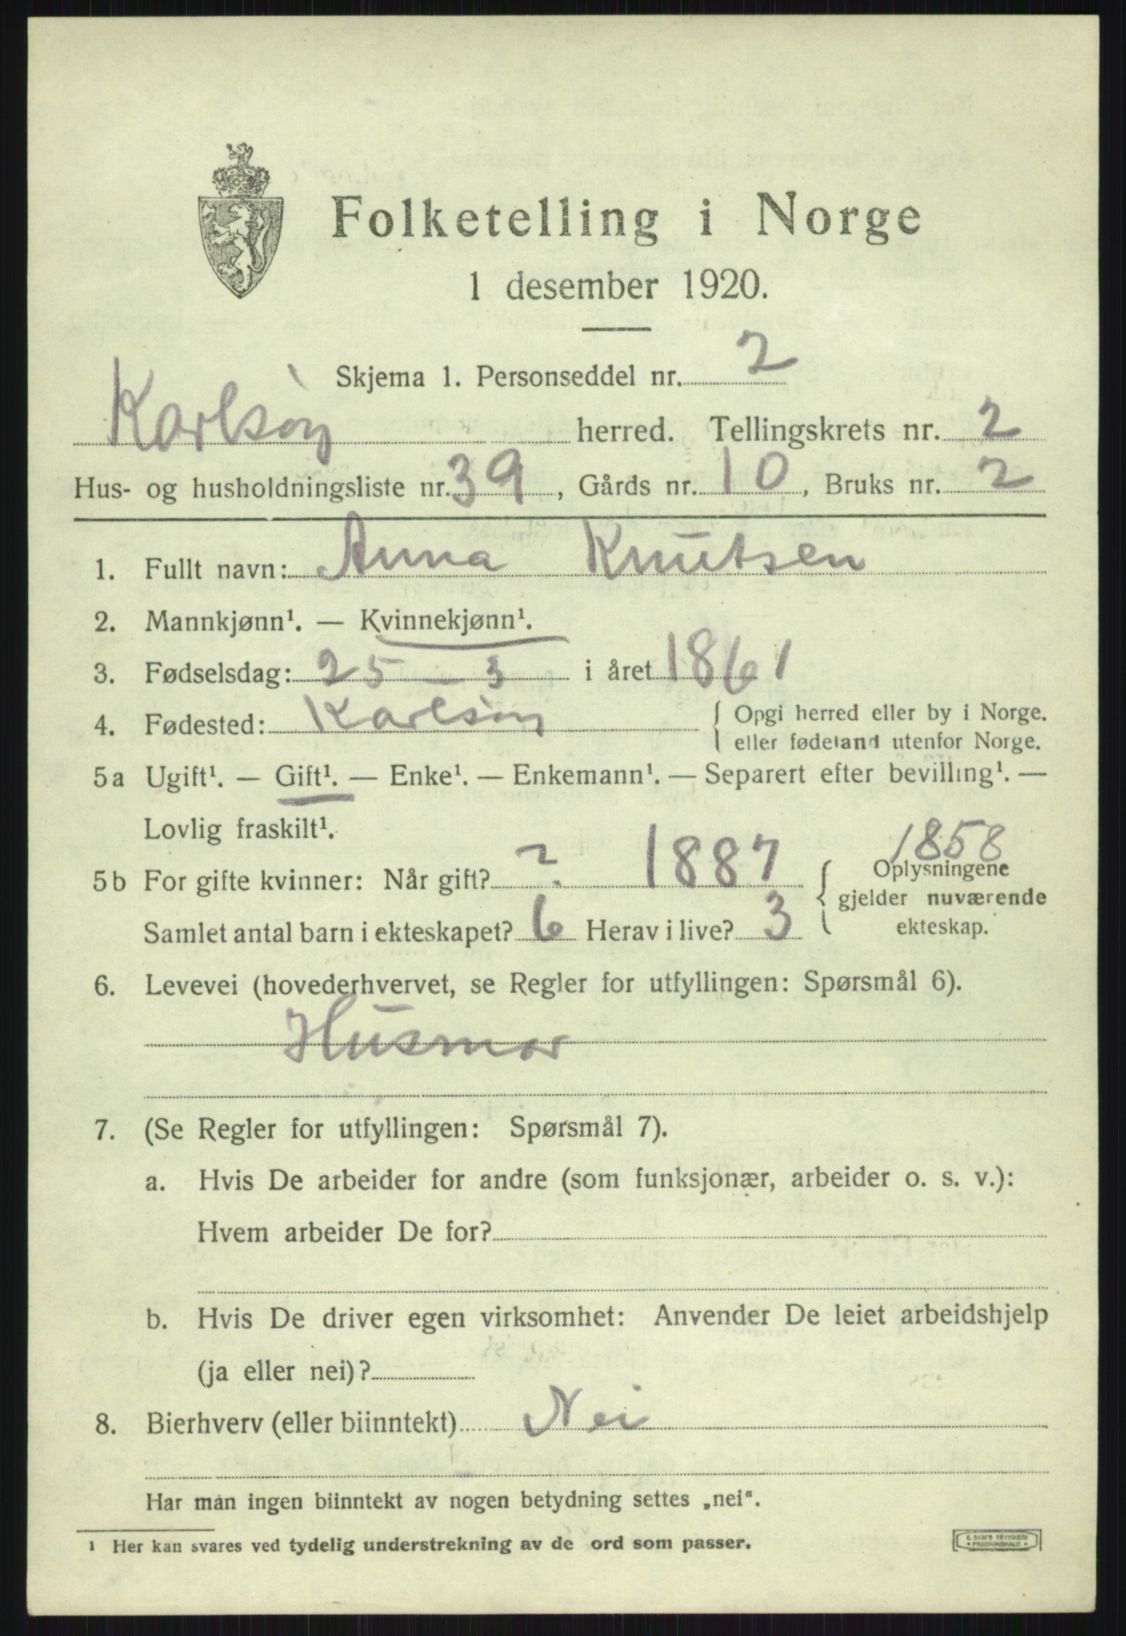 Folketelling i Norge
1 desember 1920.
Skjema 1. Personseddel nr. 2
Karlsöy herred. Tellingskrets nr. 2
Hus- og husholdningsliste nr. 39, Gårds nr. 10, Bruks nr. 2
1. Fullt navn: Anna Knutsen
2. Mannkjønn¹. — Kvinnekjønn¹.
3. Fødselsdag: 25 - 3 i året 1861
4. Fødested: Karlsöy { Opgi herred eller by i Norge.
eller fødeland utenfor Norge.
5a Ugift¹. — Gift¹. — Enke¹. — Enkemann¹. — Separert efter bevilling¹. —
Lovlig fraskilt¹.
1858
5b For gifte kvinner: Når gift? ? 1887 { Oplysningene
gjelder nuværende
Samlet antal barn i ekteskapet? 6 Herav i live? 3 ekteskap.
6. Levevei (hovederhvervet, se Regler for utfyllingen: Spørsmål 6).
Husmor
7. (Se Regler for utfyllingen: Spørsmål 7).
a. Hvis De arbeider for andre (som funksjonær, arbeider o. s. v.):
Hvem arbeider De for?
b. Hvis De driver egen virksomhet: Anvender De leiet arbeidshjelp
(ja eller nei)?
8. Bierhverv (eller biinntekt) Nei
Har man ingen biinntekt av nogen betydning settes „nei“.
¹ Her kan svares ved tydelig understrekning av de ord som passer.
E. SEM'S TRYKKERI
FREDRIKSHALD